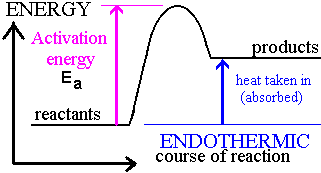 ENERGY
Activation
energy
Ea
products
heat taken in
(absorbed)
reactants
ENDOTHERMIC
course of reaction